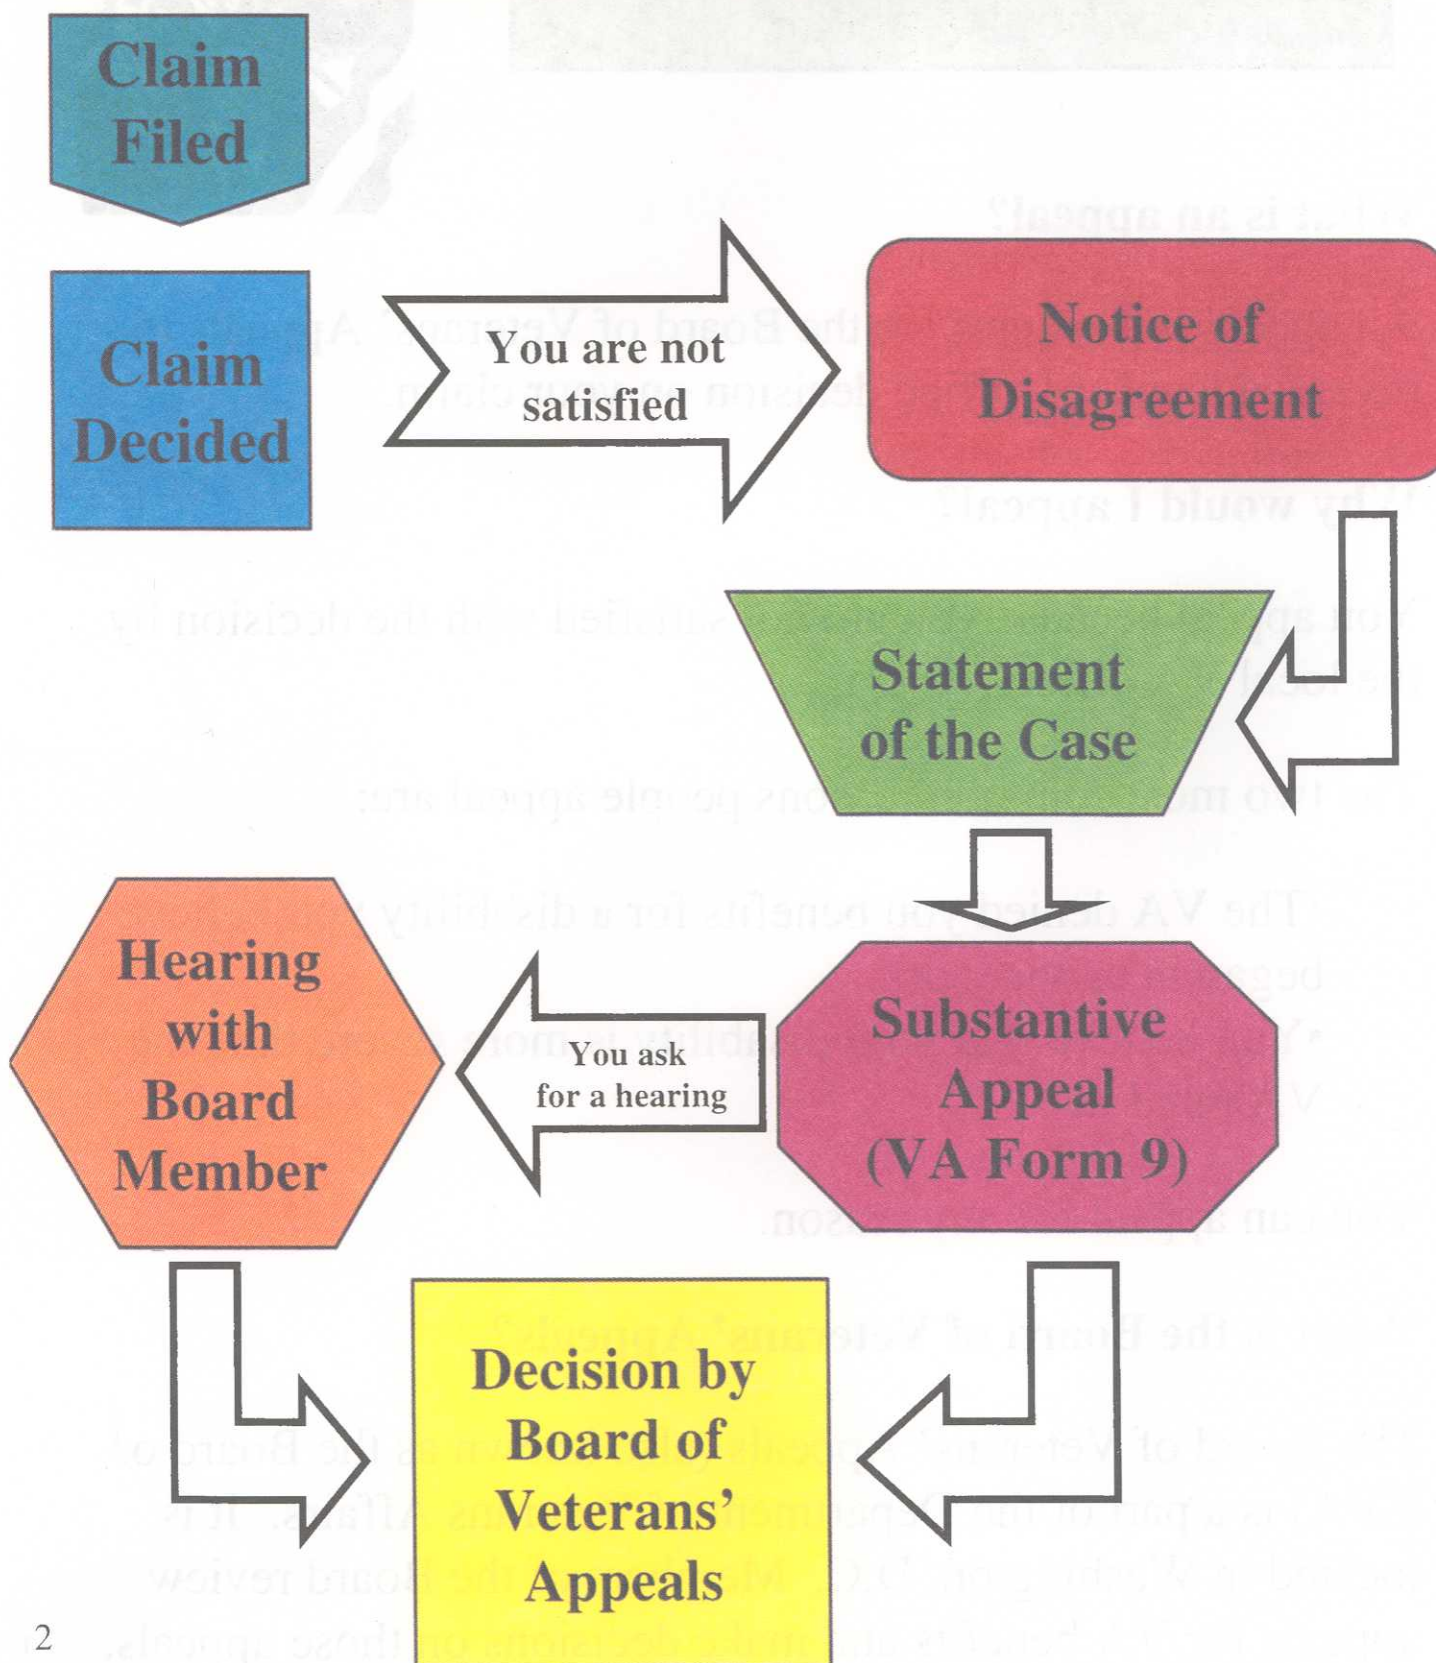 Claim
Filed
Claim
Decided
You are not
satisfied
Notice of
Disagreement
Statement
of the Case
Substantive
Appeal
(VA Form 9)
You ask
for a hearing
Hearing
with
Board
Member
Decision by
Board of
Veterans’
Appeals
2